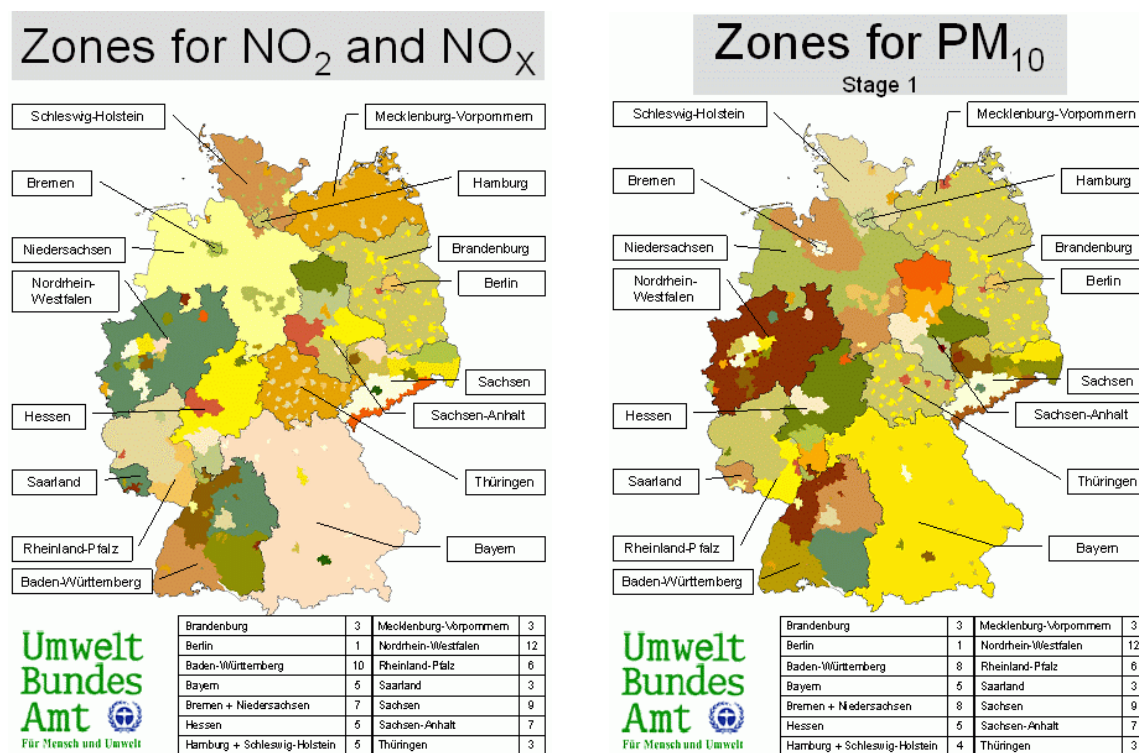 Zones for NO2 and NOX
Schleswig-Holstein
Mecklenburg-Vorpommern
Bremen
Hamburg
Niedersachsen
Brandenburg
Nordrhein-
Westfalen
Berlin
Sachsen
Hessen
Sachsen-Anhalt
Saarland
Thüringen
Rheinland-Pfalz
Bayern
Baden-Württemberg
Umwelt
Bundes
Amt
Für Mensch und Umwelt
Brandenburg 3 Mecklenburg-Vorpommern 3
Berlin 1 Nordrhein-Westfalen 12
Baden-Württemberg 10 Rheinland-Pfalz 6
Bayern 5 Saarland 3
Bremen + Niedersachsen 7 Sachsen 9
Hessen 5 Sachsen-Anhalt 7
Hamburg + Schleswig-Holstein 5 Thüringen 3
Zones for PM10
Stage 1
Schleswig-Holstein
Mecklenburg-Vorpommern
Bremen
Hamburg
Niedersachsen
Brandenburg
Nordrhein-
Westfalen
Berlin
Sachsen
Hessen
Sachsen-Anhalt
Saarland
Thüringen
Rheinland-Pfalz
Bayern
Baden-Württemberg
Umwelt
Bundes
Amt
Für Mensch und Umwelt
Brandenburg 3 Mecklenburg-Vorpommern 3
Berlin 1 Nordrhein-Westfalen 12
Baden-Württemberg 8 Rheinland-Pfalz 6
Bayern 5 Saarland 3
Bremen + Niedersachsen 8 Sachsen 9
Hessen 5 Sachsen-Anhalt 7
Hamburg + Schleswig-Holstein 4 Thüringen 3